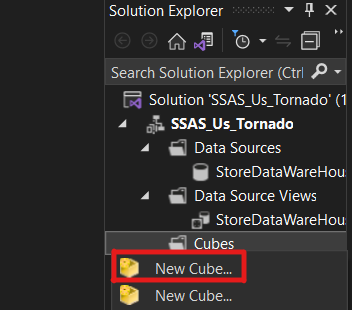 Solution Explorer
Search Solution Explorer (Ctrl
Solution 'SSAS_Us_Tornado' (1
SSAS_Us_Tornado
Data Sources
StoreDataWareHou
Data Source Views
StoreDataWareHou
Cubes
New Cube...
New Cube...